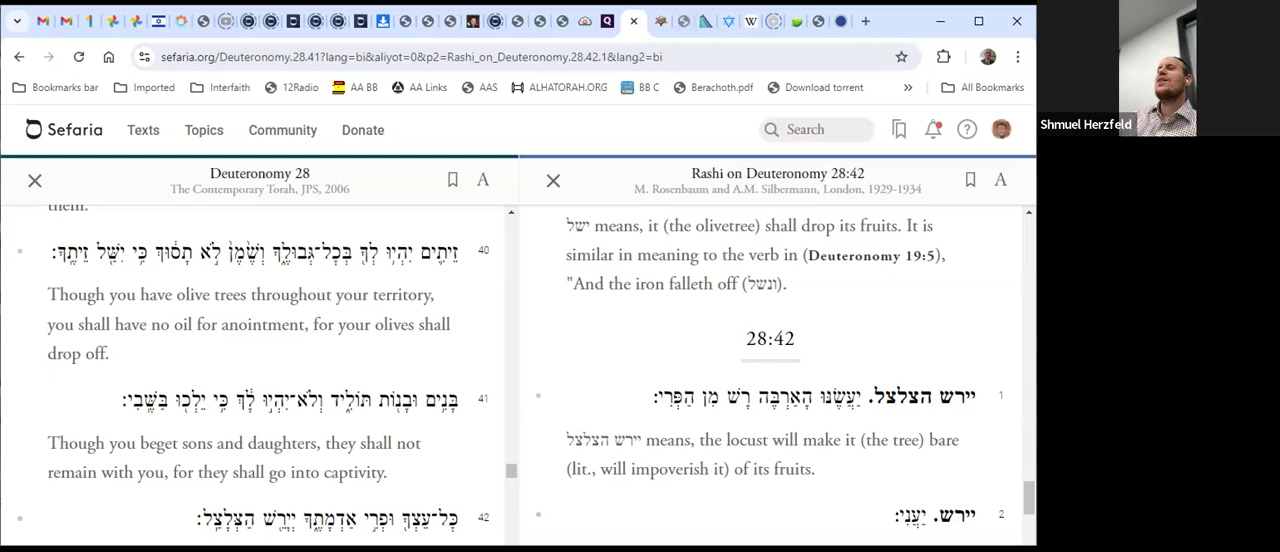 sefaria.org/Deuteronomy.28.41?lang=bi&aliyot=0&p2=Rashi_on_Deuteronomy.28.42.1&lang2=bi
Bookmarks bar Imported Interfaith 12Radio AA BB AA Links AAS ALHATORAH.ORG BB C Berachoth.pdf Download torrent » All Bookmarks
Shmuel Herzfeld
Sefaria Texts Topics Community Donate Search
Deuteronomy 28
The Contemporary Torah, JPS, 2006
A
them.
40 זֵיתִ֛ים יִהְי֥וּ לְךָ֖ בְּכׇל־גְּבוּלֶ֑ךָ וְשֶׁ֙מֶן֙ לֹ֣א תָס֔וּךְ כִּ֥י יִשַּׁ֖ל זֵיתֶֽךָ׃
Though you have olive trees throughout your territory,
you shall have no oil for anointment, for your olives shall
drop off.
41 בָּנִ֥ים וּבָנ֖וֹת תּוֹלִ֑יד וְלֹא־יִהְי֣וּ לָ֔ךְ כִּ֥י יֵלְכ֖וּ בַּשֶּֽׁבִי׃
Though you beget sons and daughters, they shall not
remain with you, for they shall go into captivity.
42 כׇּל־עֵצְךָ֖ וּפְרִ֣י אַדְמָתֶ֑ךָ יְיָרֵ֖שׁ הַצְּלָצַֽל׃
Rashi on Deuteronomy 28:42
M. Rosenbaum and A.M. Silbermann, London, 1929-1934
A
ישל means, it (the olivetree) shall drop its fruits. It is
similar in meaning to the verb in (Deuteronomy 19:5),
"And the iron falleth off (ונשל).
28:42
1 יירש הצלצל. יַעֲשֶׂנּוּ הָאַרְבֶּה רָשׁ מִן הַפְּרִי:
יירש הצלצל means, the locust will make it (the tree) bare
(lit., will impoverish it) of its fruits.
2 יירש. יַעֲנִי: